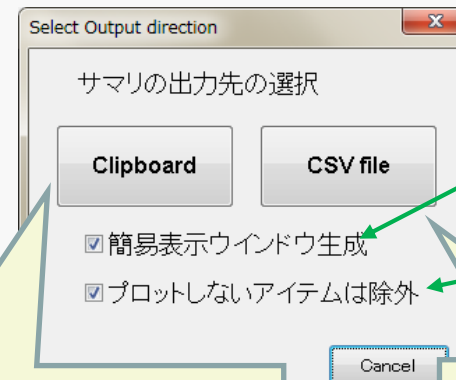 Select Output direction
サマリの出力先の選択
Clipboard
CSV file
簡易表示ウインドウ生成
プロットしないアイテムは除外
Cancel